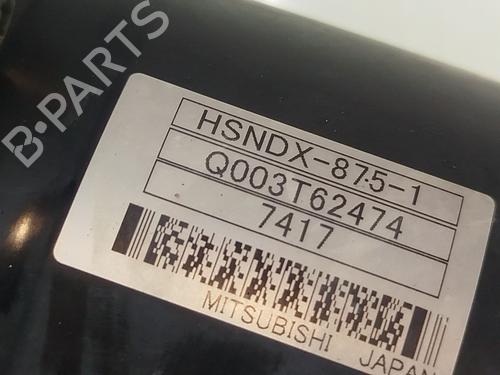 B-PARTS
HSNDX-875-1
Q003T62474
7417
MITSUBISHI JAPAN